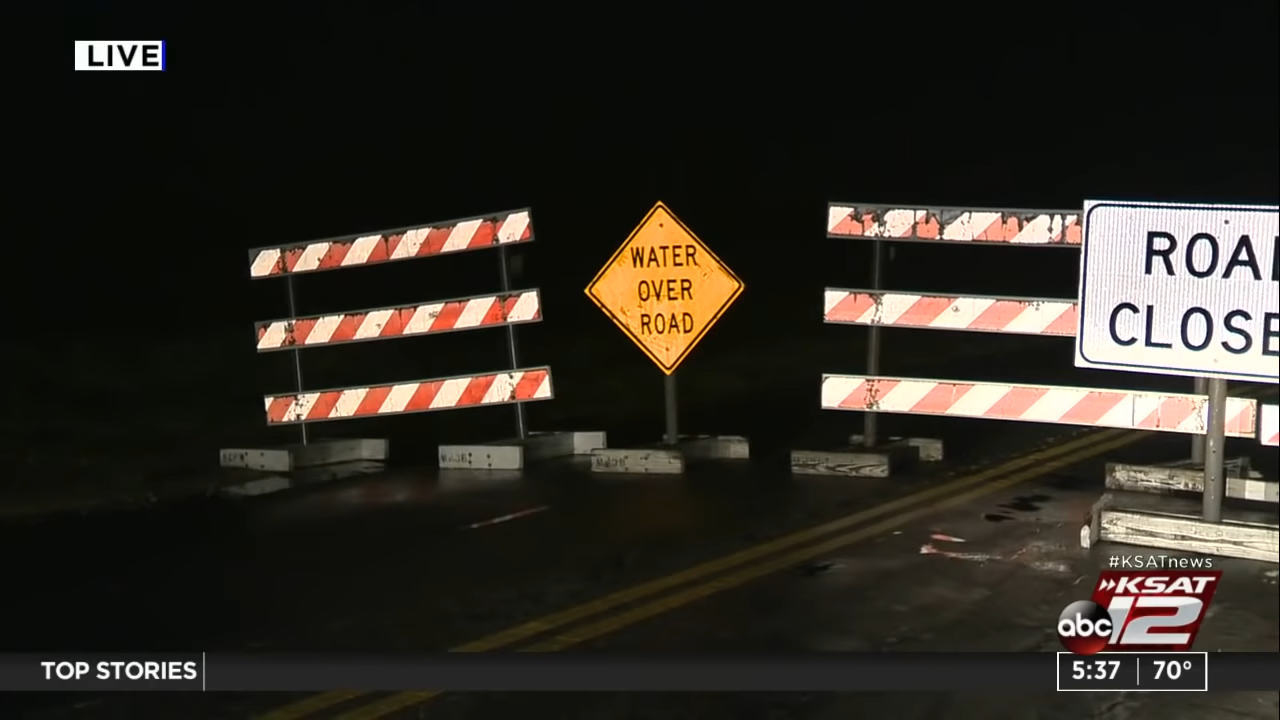 LIVE
WATER
OVER
ROAD
ROA
CLOSE
#KSATnews
KSAT
abc 12
TOP STORIES
5:37 70°